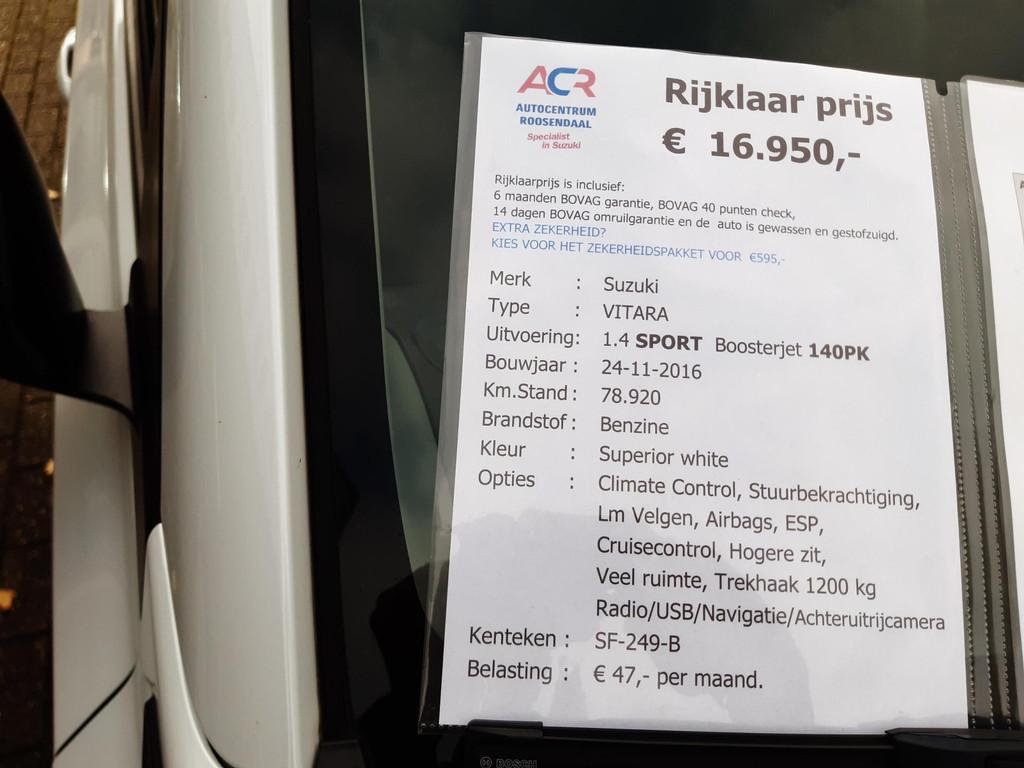 ACR
AUTOCENTRUM
ROOSENDAAL
Specialist
in Suzuki
Rijklaar prijs
€ 16.950,-
Rijklaarprijs is inclusief:
6 maanden BOVAG garantie, BOVAG 40 punten check,
14 dagen BOVAG omruilgarantie en de auto is gewassen en gestofzuigd.
EXTRA ZEKERHEID?
KIES VOOR HET ZEKERHEIDSPAKKET VOOR €595,-
Merk : Suzuki
Type : VITARA
Uitvoering: 1.4 SPORT Boosterjet 140PK
Bouwjaar : 24-11-2016
Km.Stand : 78.920
Brandstof : Benzine
Kleur : Superior white
Opties : Climate Control, Stuurbekrachtiging,
Lm Velgen, Airbags, ESP,
Cruisecontrol, Hogere zit,
Veel ruimte, Trekhaak 1200 kg
Radio/USB/Navigatie/Achteruitrijcamera
Kenteken : SF-249-B
Belasting : € 47,- per maand.
BOSCH